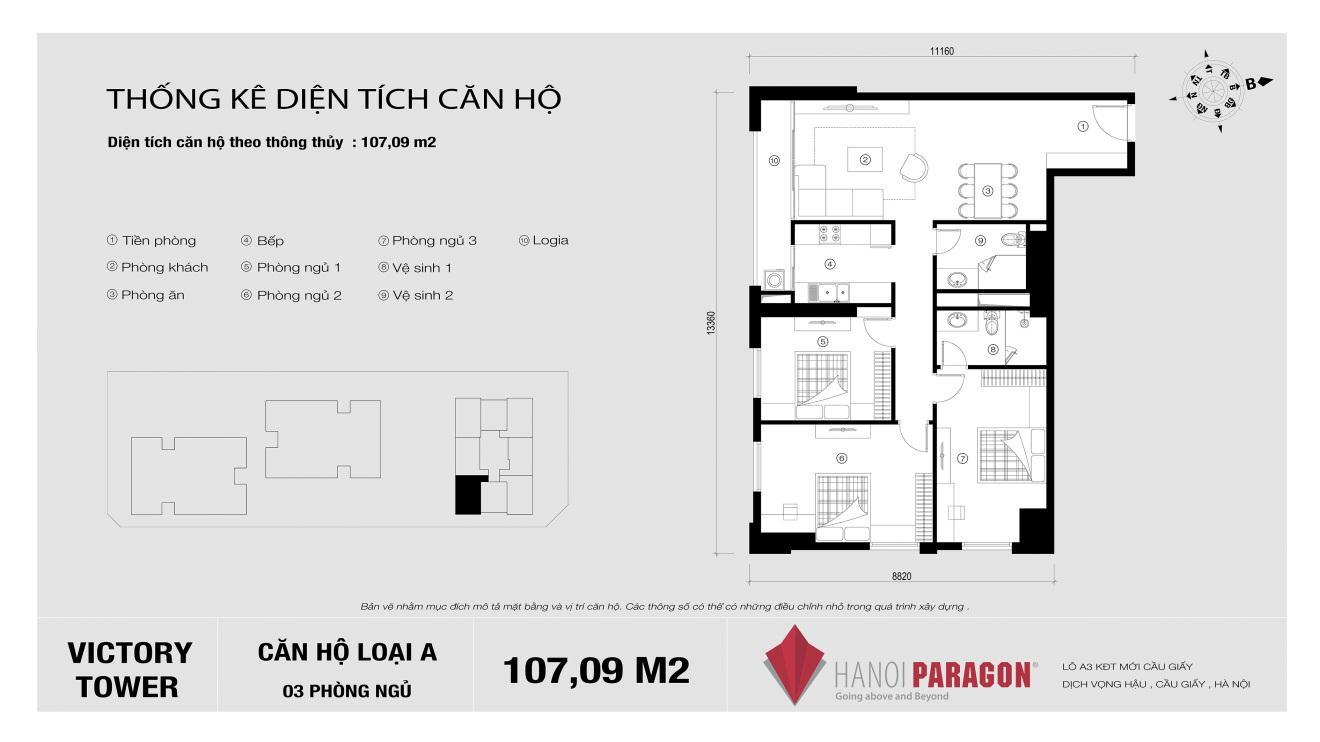 THỐNG KÊ DIỆN TÍCH CĂN HỘ
Diện tích căn hộ theo thông thủy : 107,09 m2
① Tiền phòng
② Phòng khách
③ Phòng ăn
④ Bếp
⑤ Phòng ngủ 1
⑥ Phòng ngủ 2
⑦ Phòng ngủ 3
⑧ Vệ sinh 1
⑨ Vệ sinh 2
⑩ Logia
11160
B
13360
①
②
③
⑩
④
⑨
⑤
⑧
⑥
⑦
8820
Bản vẽ nhằm mục đích mô tả mặt bằng và vị trí căn hộ. Các thông số có thể có những điều chỉnh nhỏ trong quá trình xây dựng .
VICTORY
TOWER
CĂN HỘ LOẠI A
03 PHÒNG NGỦ
107,09 M2
HANOI PARAGON®
Going above and Beyond
LÔ A3 KĐT MỚI CẦU GIẤY
DỊCH VỌNG HẬU , CẦU GIẤY , HÀ NỘI